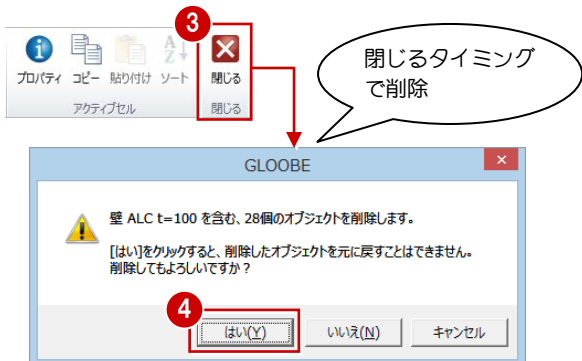 3
プロパティ コピー 貼り付け ソート 閉じる
アクティブセル 閉じる
閉じるタイミング
で削除
GLOOBE
壁 ALC t=100 を含む、28個のオブジェクトを削除します。
[はい]をクリックすると、削除したオブジェクトを元に戻すことはできません。
削除してもよろしいですか？
4
はい(Y) いいえ(N) キャンセル